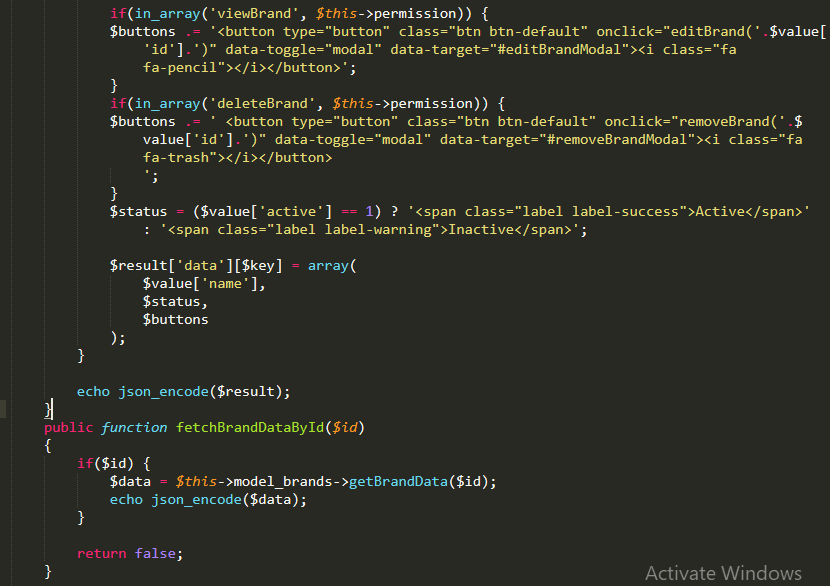 if(in_array('viewBrand', $this->permission)) {
$buttons .= '<button type="button" class="btn btn-default" onclick="editBrand('.$value[
'id'].')" data-toggle="modal" data-target="#editBrandModal"><i class="fa
fa-pencil"></i></button>';
}
if(in_array('deleteBrand', $this->permission)) {
$buttons .= ' <button type="button" class="btn btn-default" onclick="removeBrand('.$
value['id'].')" data-toggle="modal" data-target="#removeBrandModal"><i class="fa
fa-trash"></i></button>
';
}
$status = ($value['active'] == 1) ? '<span class="label label-success">Active</span>'
: '<span class="label label-warning">Inactive</span>';
$result['data'][$key] = array(
$value['name'],
$status,
$buttons
);
}
echo json_encode($result);
}
public function fetchBrandDataById($id)
{
if($id) {
$data = $this->model_brands->getBrandData($id);
echo json_encode($data);
}
return false;
}
Activate Windows